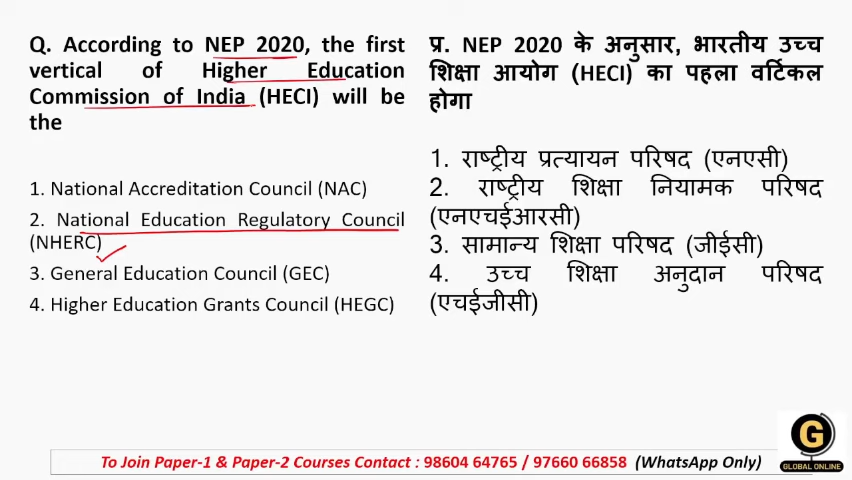 Q. According to NEP 2020, the first
vertical of Higher Education
Commission of India (HECI) will be
the
1. National Accreditation Council (NAC)
2. National Education Regulatory Council
(NHERC)
3. General Education Council (GEC)
4. Higher Education Grants Council (HEGC)
प्र. NEP 2020 के अनुसार, भारतीय उच्च
शिक्षा आयोग (HECI) का पहला वर्टिकल
होगा
1. राष्ट्रीय प्रत्यायन परिषद (एनएसी)
2. राष्ट्रीय शिक्षा नियामक परिषद
(एनएचईआरसी)
3. सामान्य शिक्षा परिषद (जीईसी)
4. उच्च शिक्षा अनुदान परिषद
(एचईजीसी)
To Join Paper-1 & Paper-2 Courses Contact : 98604 64765 / 97660 66858 (WhatsApp Only)
G
GLOBAL ONLINE